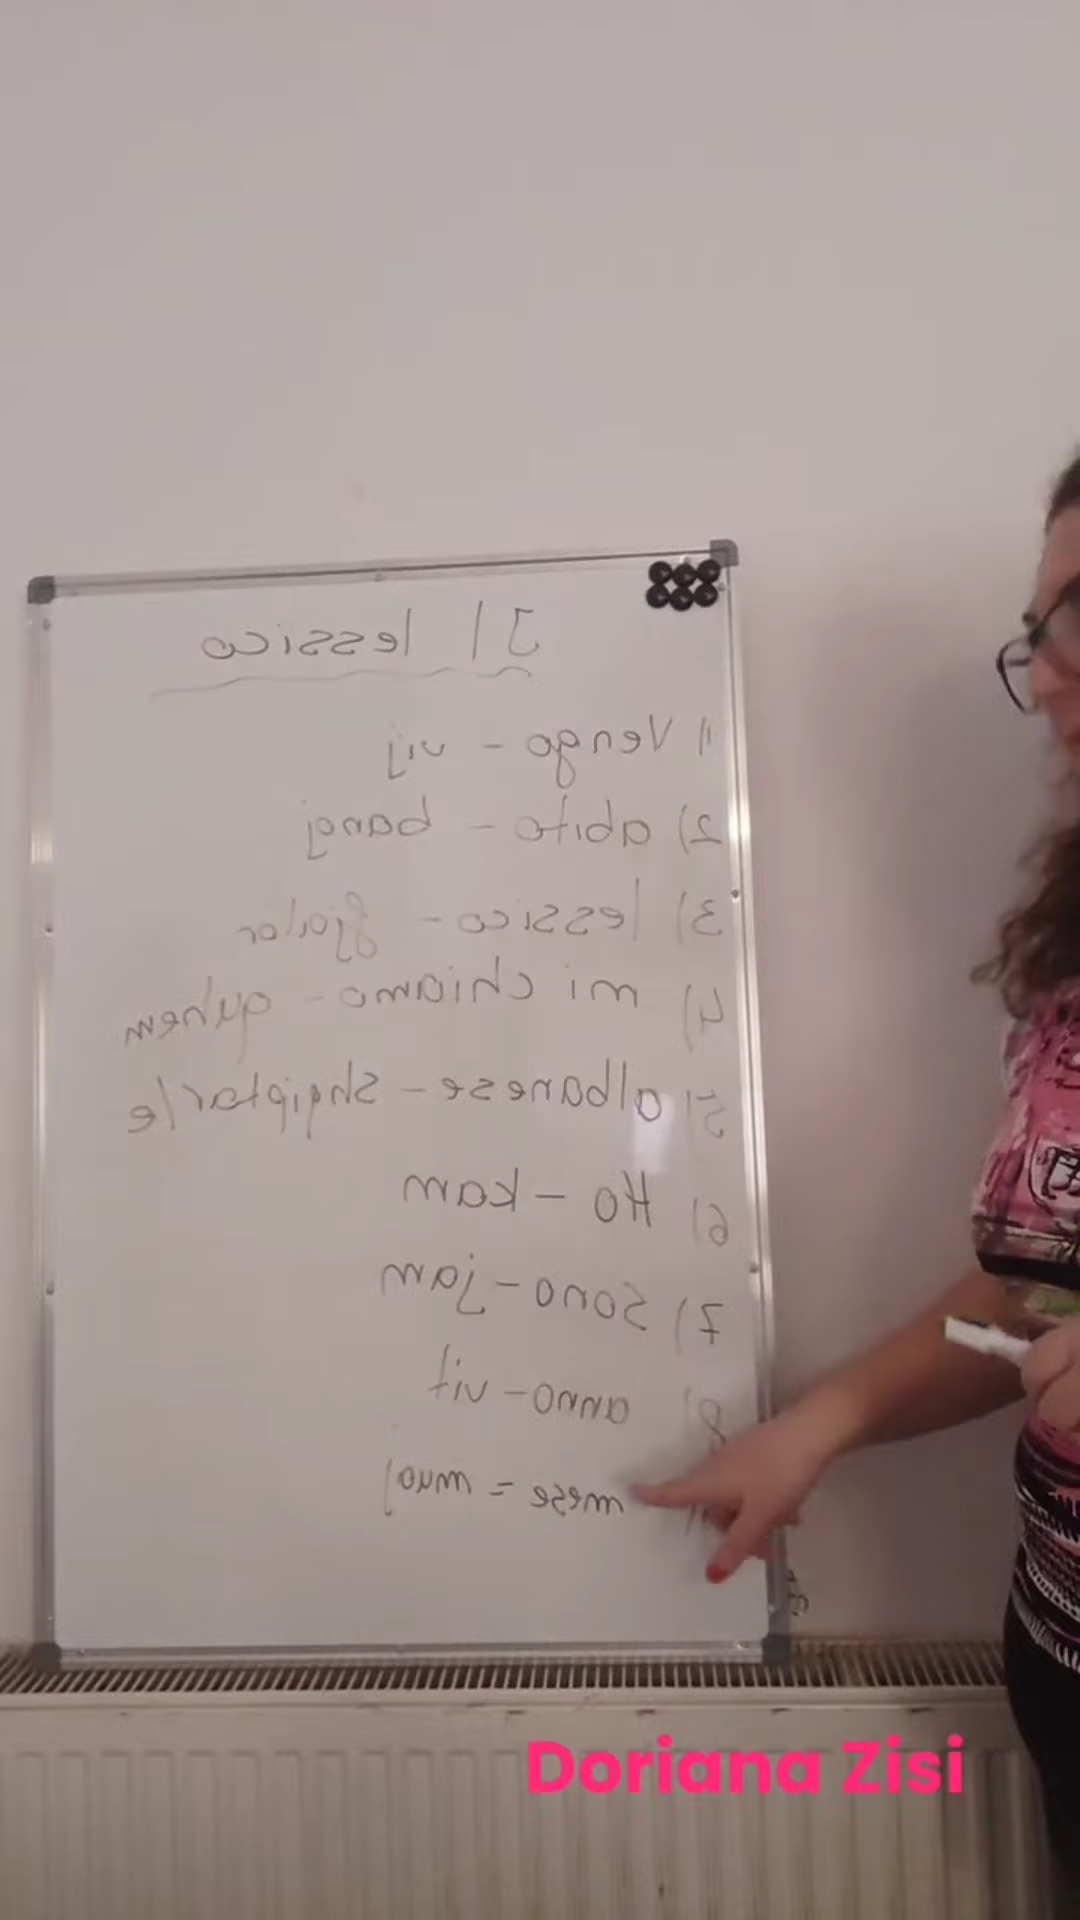 Il lessico
1) Vengo - vij
2) abito - banoj
3) lessico - fjalor
4) mi chiamo - quhem
5) albanese - shqiptar/e
6) Ho - kam
7) Sono - jam
8) anno - vit
mese = muaj
Doriana Zisi